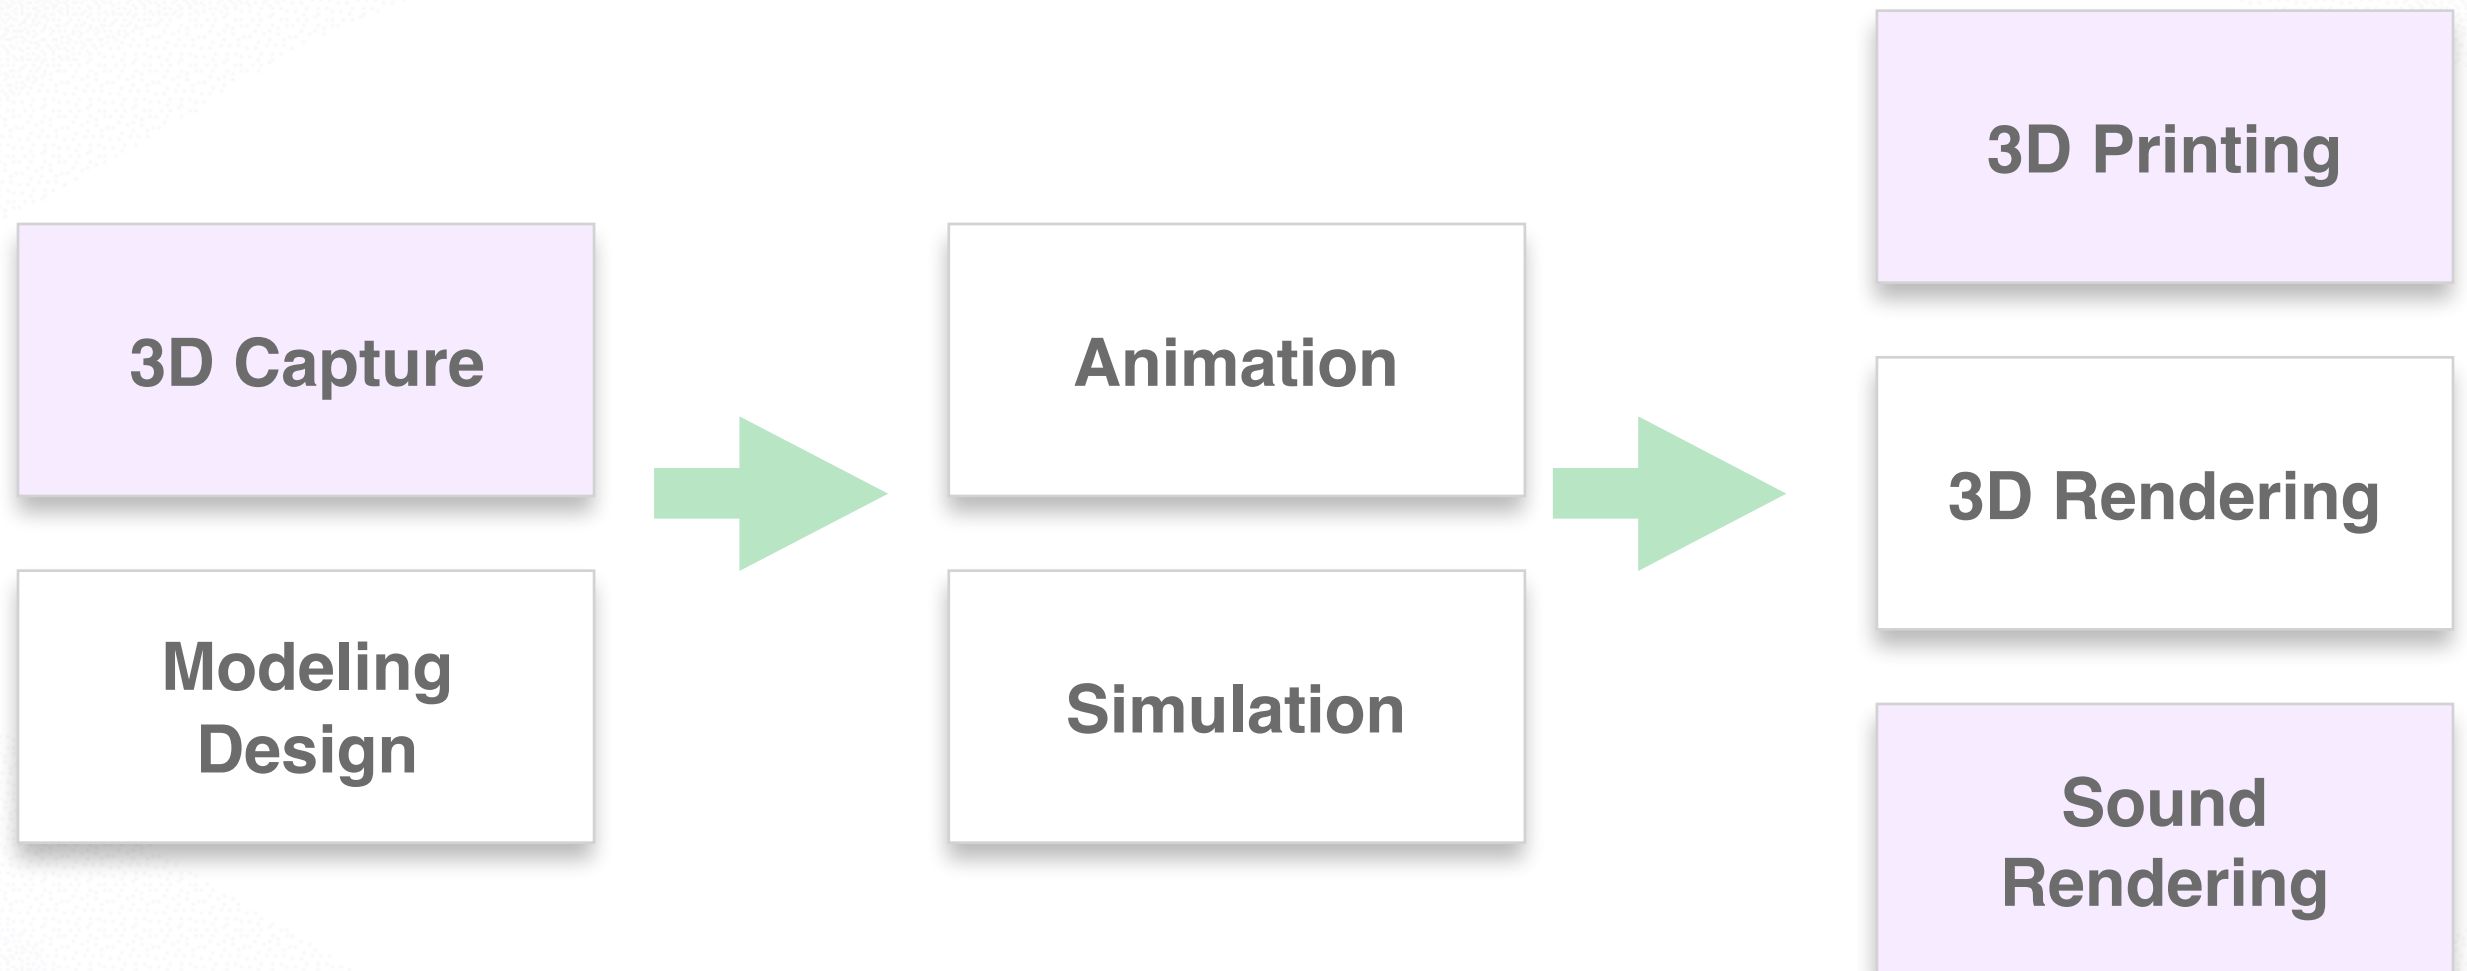 3D Capture
Modeling
Design
Animation
Simulation
3D Printing
3D Rendering
Sound
Rendering